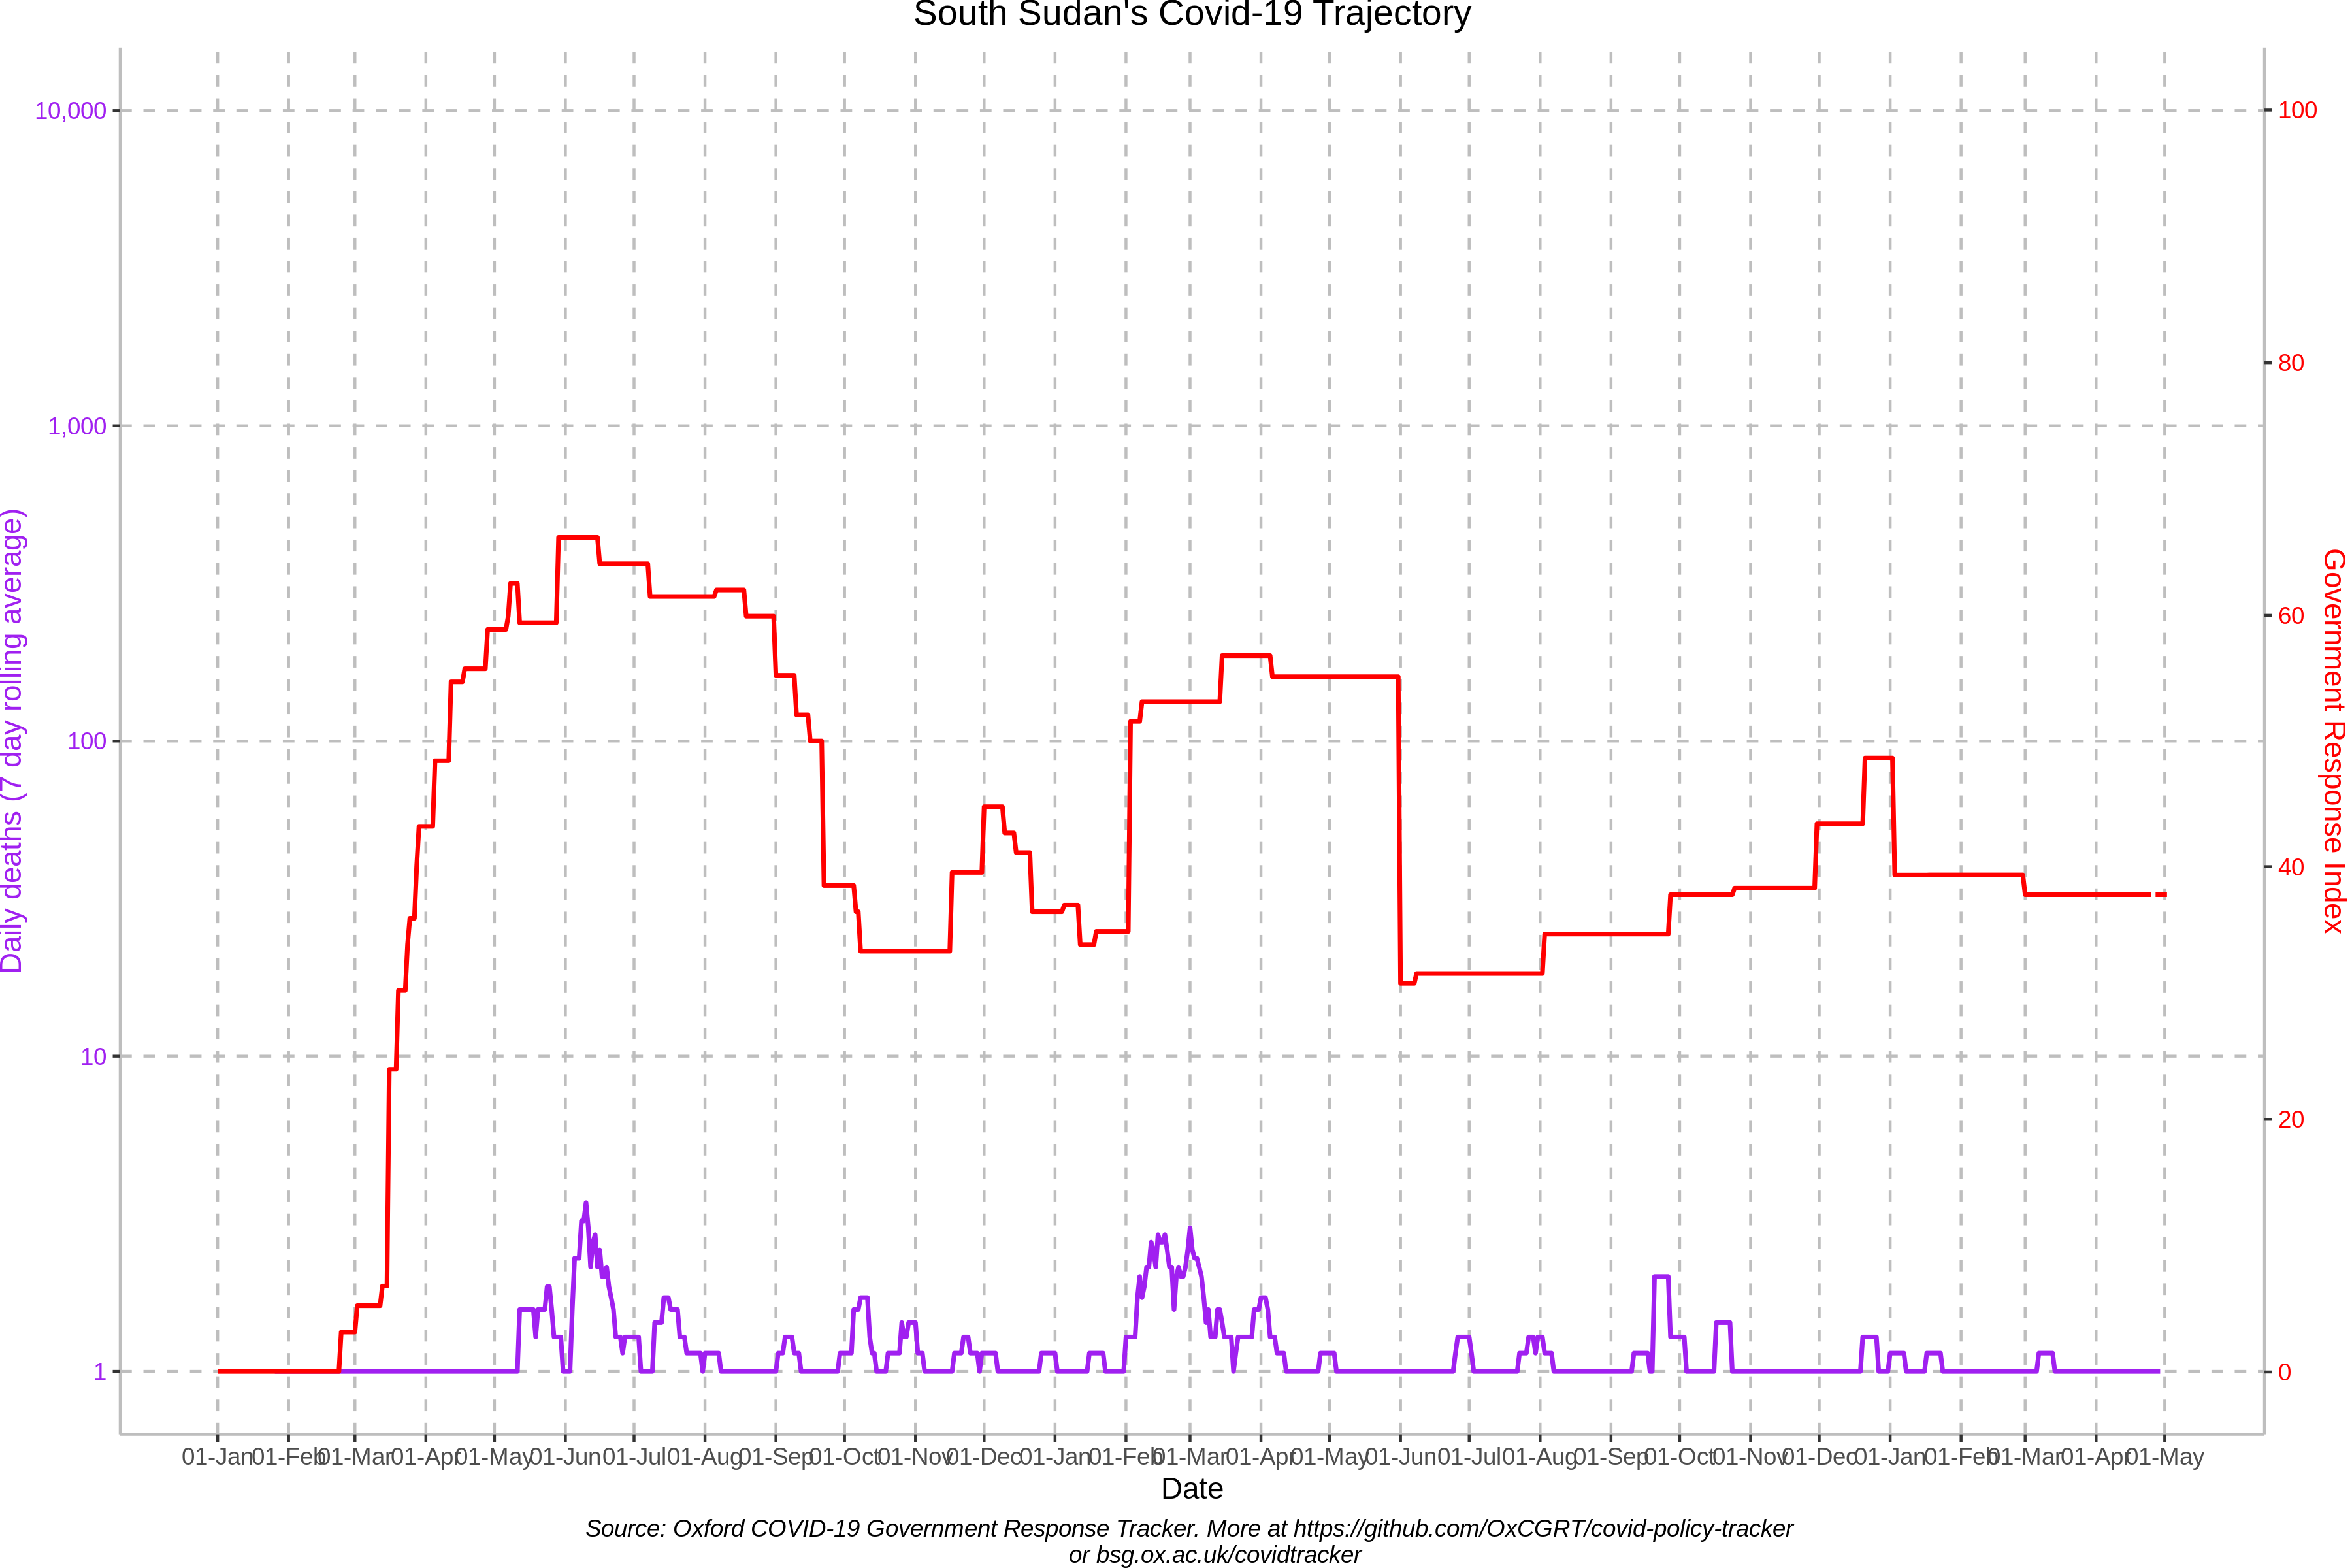 South Sudan's Covid-19 Trajectory
10,000
1,000
100
10
1
Daily deaths (7 day rolling average)
100
80
60
40
20
0
Government Response Index
01-Jan 01-Feb 01-Mar 01-Apr 01-May 01-Jun 01-Jul 01-Aug 01-Sep 01-Oct 01-Nov 01-Dec 01-Jan 01-Feb 01-Mar 01-Apr 01-May 01-Jun 01-Jul 01-Aug 01-Sep 01-Oct 01-Nov 01-Dec 01-Jan 01-Feb 01-Mar 01-Apr 01-May
Date
Source: Oxford COVID-19 Government Response Tracker. More at https://github.com/OxCGRT/covid-policy-tracker
or bsg.ox.ac.uk/covidtracker